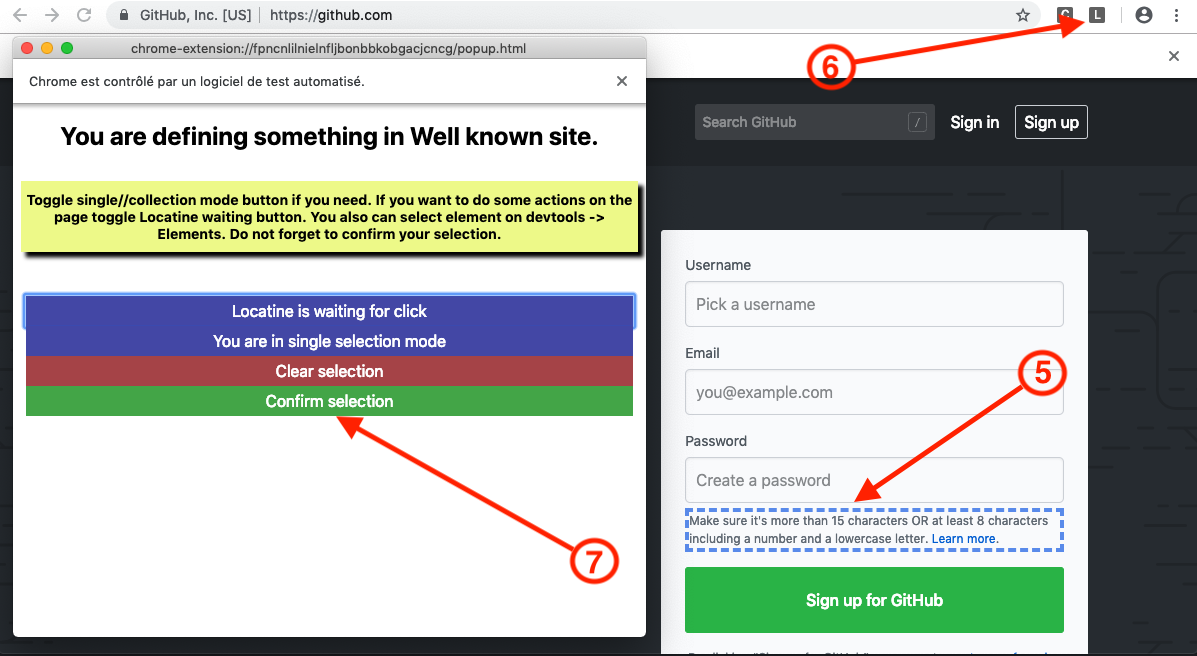 GitHub, Inc. [US] | https://github.com
G L
chrome-extension://fpncnlilnielnfljbonbbkobgacjcncg/popup.html
6
Chrome est contrôlé par un logiciel de test automatisé.
Search GitHub /
Sign in
Sign up
You are defining something in Well known site.
Toggle single//collection mode button if you need. If you want to do some actions on the
page toggle Locatine waiting button. You also can select element on devtools ->
Elements. Do not forget to confirm your selection.
Locatine is waiting for click
You are in single selection mode
Clear selection
Confirm selection
7
Username
Pick a username
Email
5
you@example.com
Password
Create a password
Make sure it's more than 15 characters OR at least 8 characters
including a number and a lowercase letter. Learn more.
Sign up for GitHub